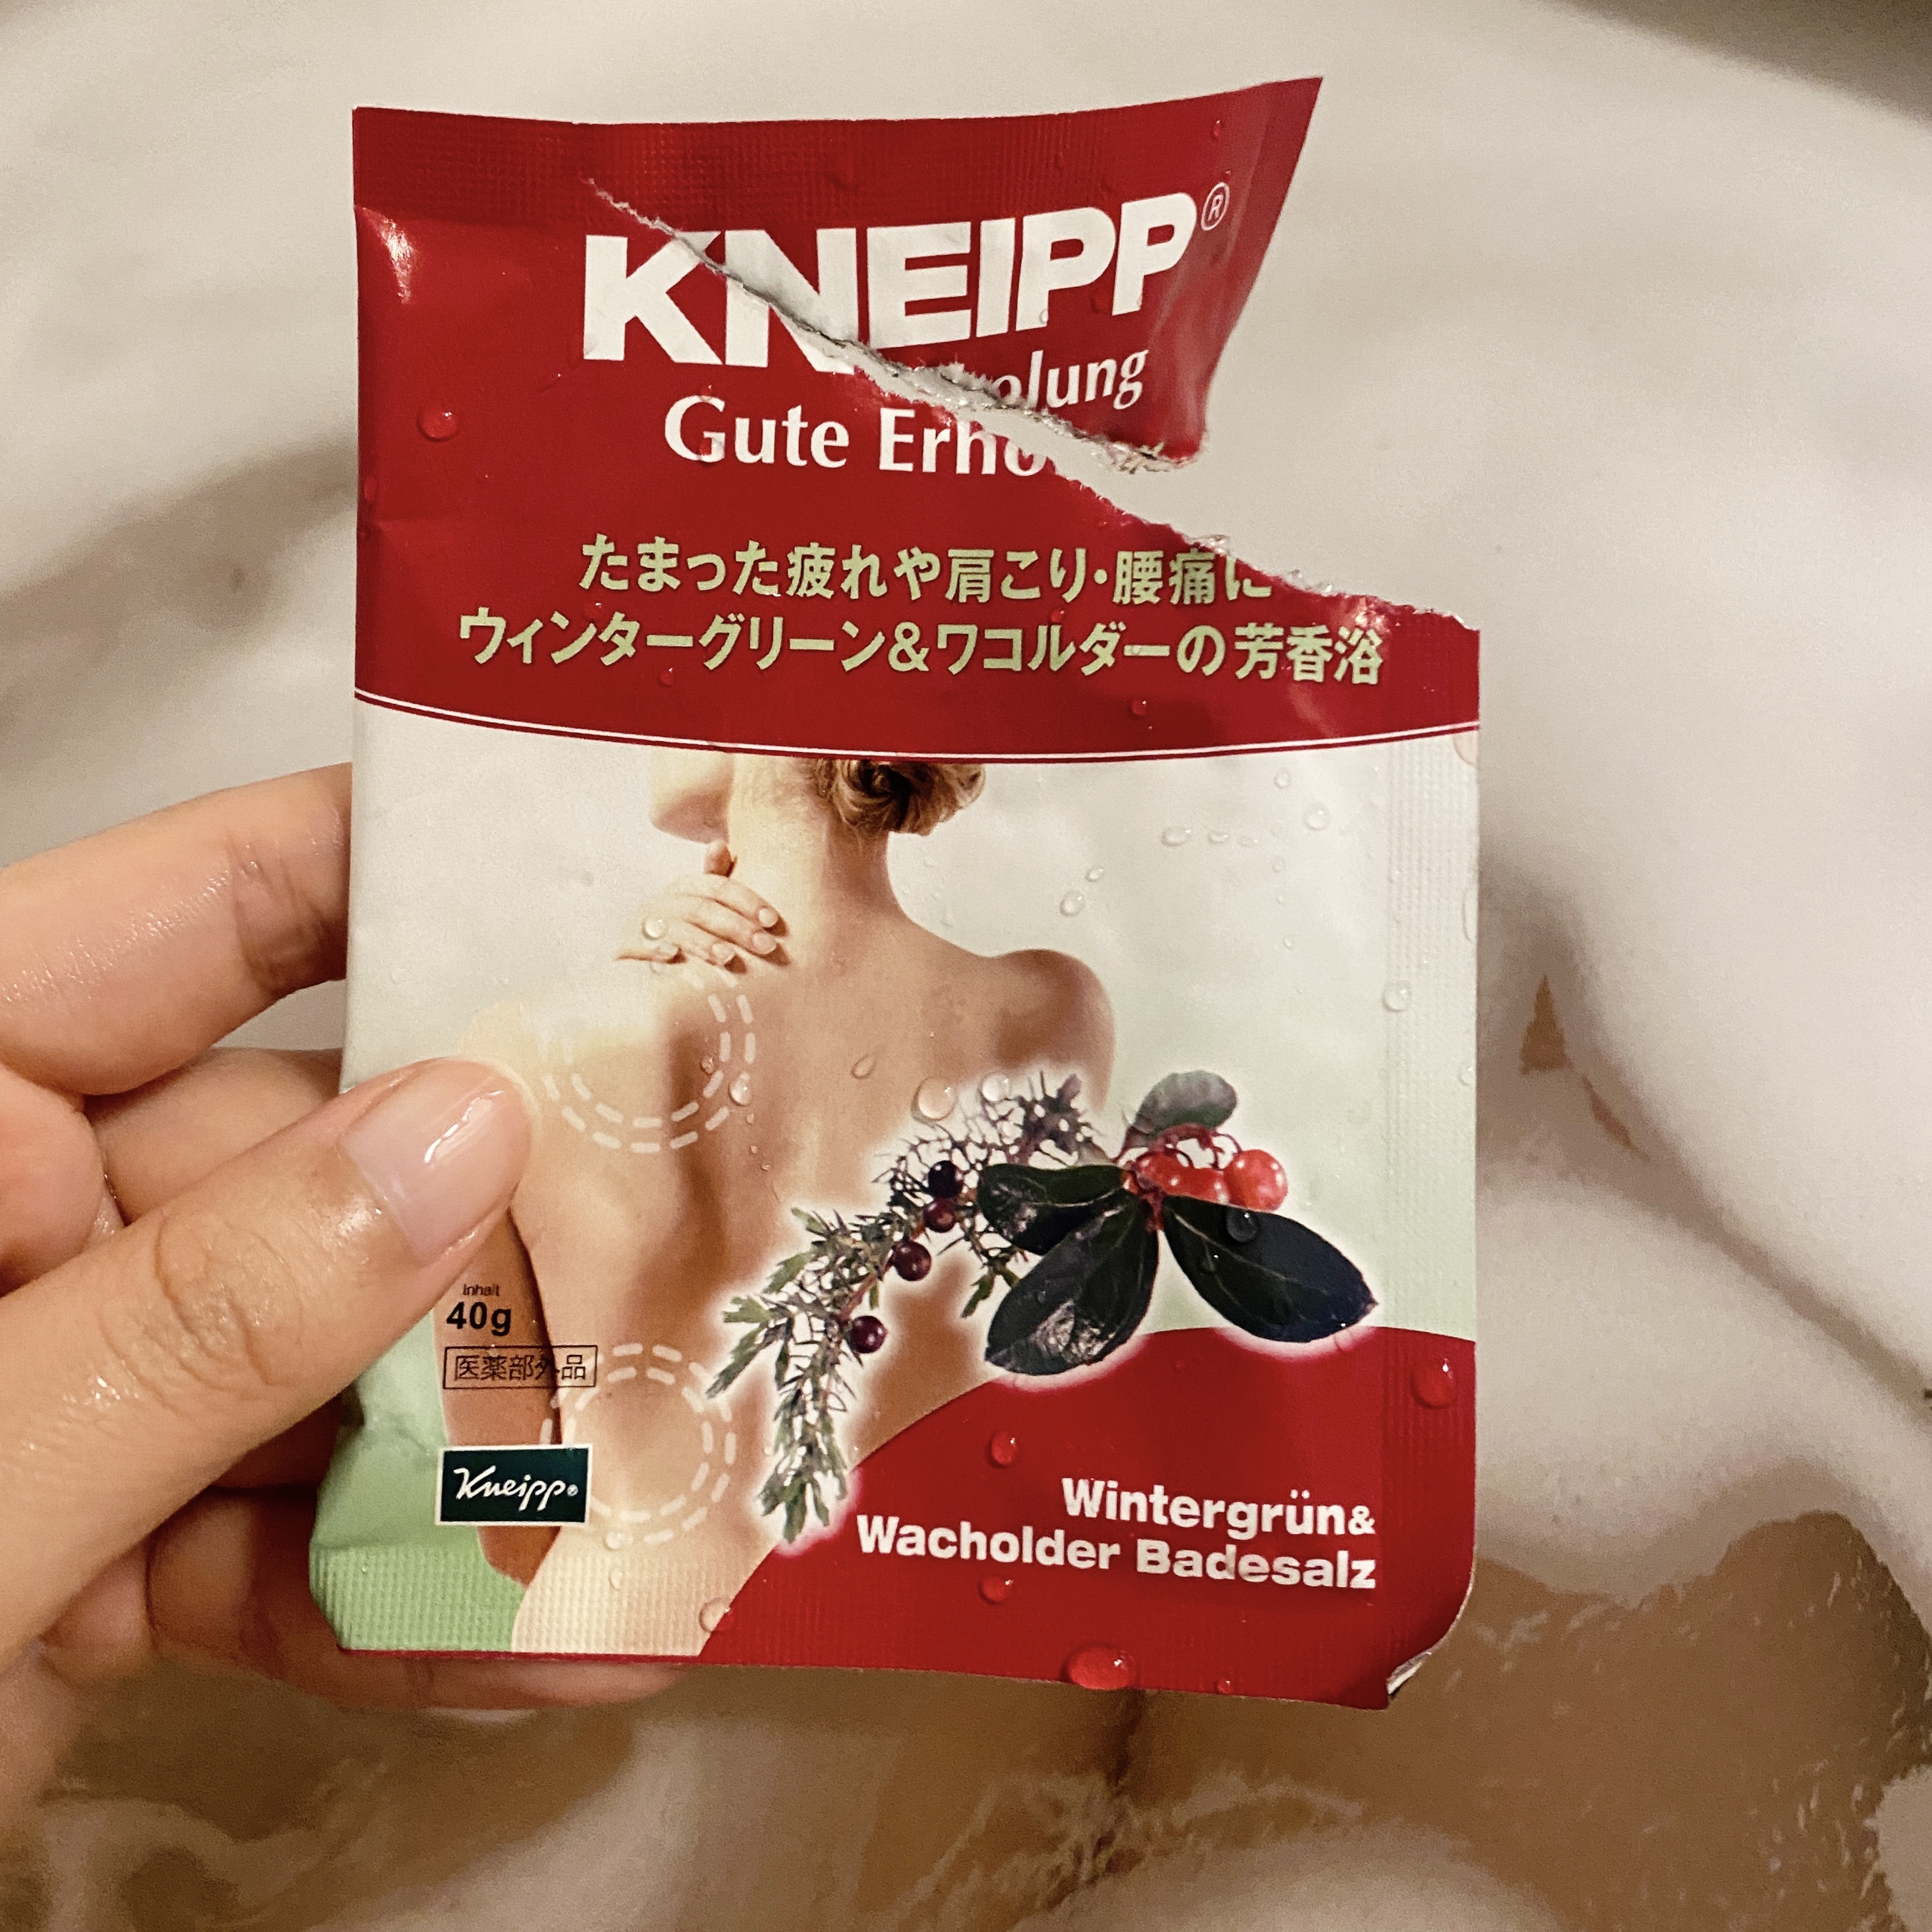 KNEIPP®
Gute Erholung
たまった疲れや肩こり・腰痛に
ウィンターグリーン&ワコルダーの芳香浴
Inhalt
40g
医薬部外品
Kneipp®
Wintergrün&
Wacholder Badesalz